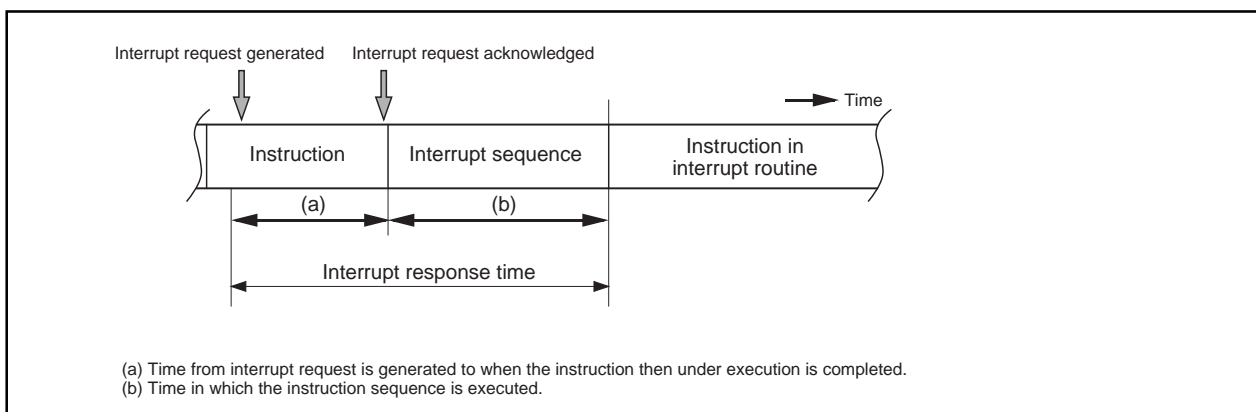 Interrupt request generated
Interrupt request acknowledged
Time
Instruction
Interrupt sequence
Instruction in
interrupt routine
(a)
(b)
Interrupt response time
(a) Time from interrupt request is generated to when the instruction then under execution is completed.
(b) Time in which the instruction sequence is executed.